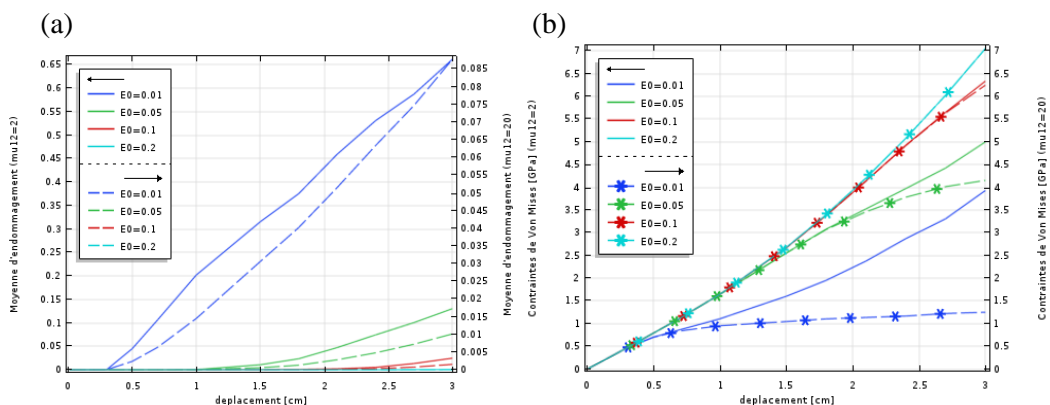 (a)
0.65
0.6
0.55
0.5
0.45
0.4
0.35
0.3
0.25
0.2
0.15
0.1
0.05
0
Moyenne d'endommagement (mu12=2)
E0=0.01
E0=0.05
E0=0.1
E0=0.2
E0=0.01
E0=0.05
E0=0.1
E0=0.2
0.085
0.08
0.075
0.07
0.065
0.06
0.055
0.05
0.045
0.04
0.035
0.03
0.025
0.02
0.015
0.01
0.005
0
Moyenne d'endommagement (mu12=20)
0 0.5 1 1.5 2 2.5 3
deplacement [cm]
(b)
7
6.5
6
5.5
5
4.5
4
3.5
3
2.5
2
1.5
1
0.5
0
Contraintes de Von Mises [GPa] (mu12=2)
E0=0.01
E0=0.05
E0=0.1
E0=0.2
E0=0.01
E0=0.05
E0=0.1
E0=0.2
7
6.5
6
5.5
5
4.5
4
3.5
3
2.5
2
1.5
1
0.5
0
Contraintes de Von Mises [GPa] (mu12=20)
0 0.5 1 1.5 2 2.5 3
deplacement [cm]